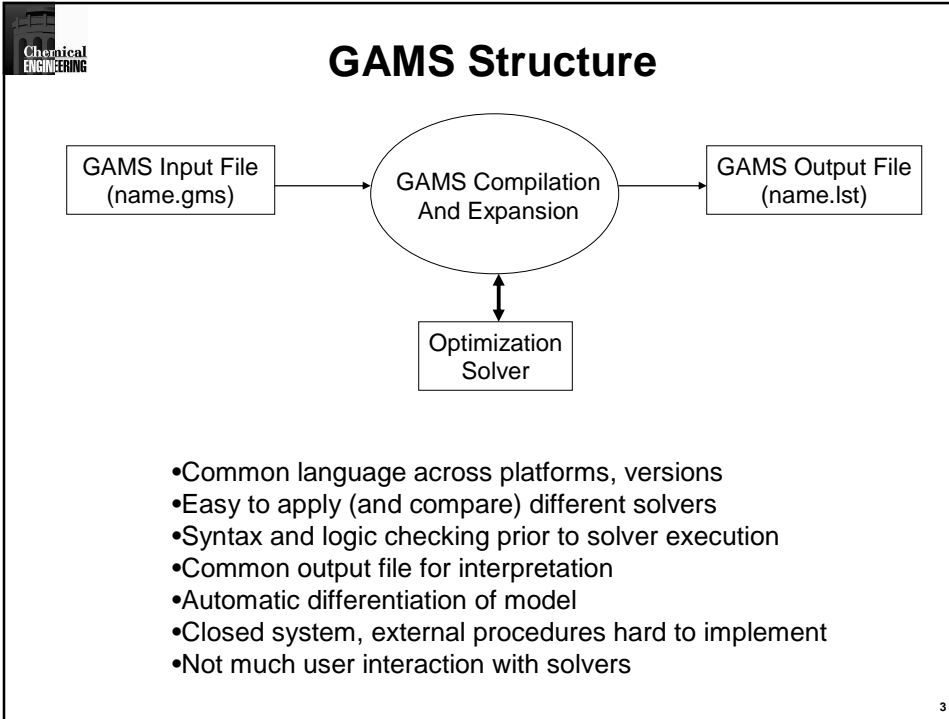 Chemical
ENGINEERING
GAMS Structure
GAMS Input File
(name.gms)
GAMS Compilation
And Expansion
GAMS Output File
(name.lst)
Optimization
Solver
•Common language across platforms, versions
•Easy to apply (and compare) different solvers
•Syntax and logic checking prior to solver execution
•Common output file for interpretation
•Automatic differentiation of model
•Closed system, external procedures hard to implement
•Not much user interaction with solvers
3